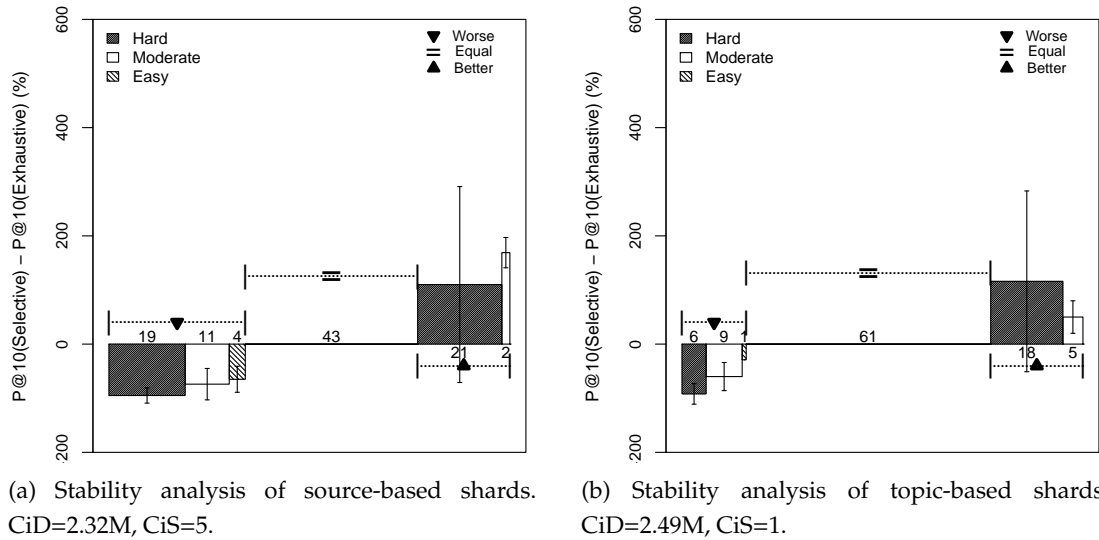 P@10(Selective) − P@10(Exhaustive) (%)
600
400
200
0
Hard
Moderate
Easy
Worse
Equal
Better
19 11 4 43 21 2
(a) Stability analysis of source-based shards.
CiD=2.32M, CiS=5.
P@10(Selective) − P@10(Exhaustive) (%)
600
400
200
0
Hard
Moderate
Easy
Worse
Equal
Better
6 9 1 61 18 5
(b) Stability analysis of topic-based shards
CiD=2.49M, CiS=1.